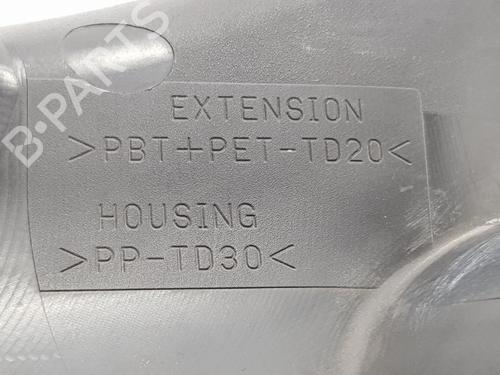 B-PARTS
EXTENSION
>PBT+PET-TD20<
HOUSING
>PP-TD30<